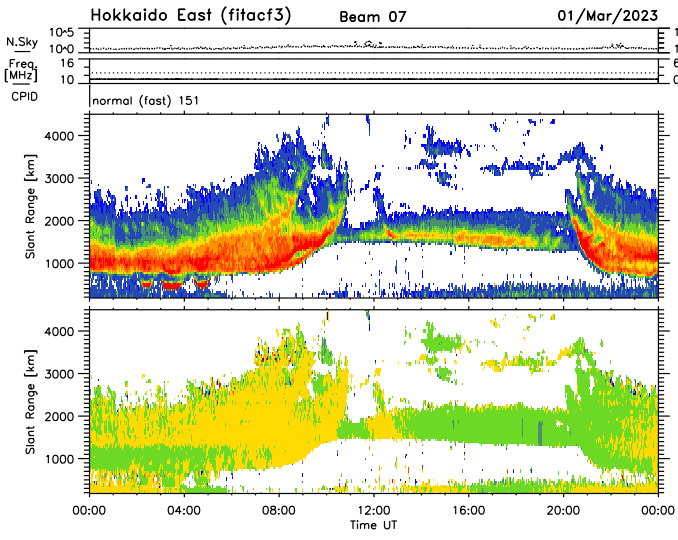 Hokkaido East (fitacf3) Beam 07 01/Mar/2023
N.Sky 10^5 10^0 1 1
Freq. [MHz] 16 10 6 0
CPID normal (fast) 151
Slant Range [km] 4000 3000 2000 1000
Slant Range [km] 4000 3000 2000 1000
00:00 04:00 08:00 12:00 16:00 20:00 00:00
Time UT